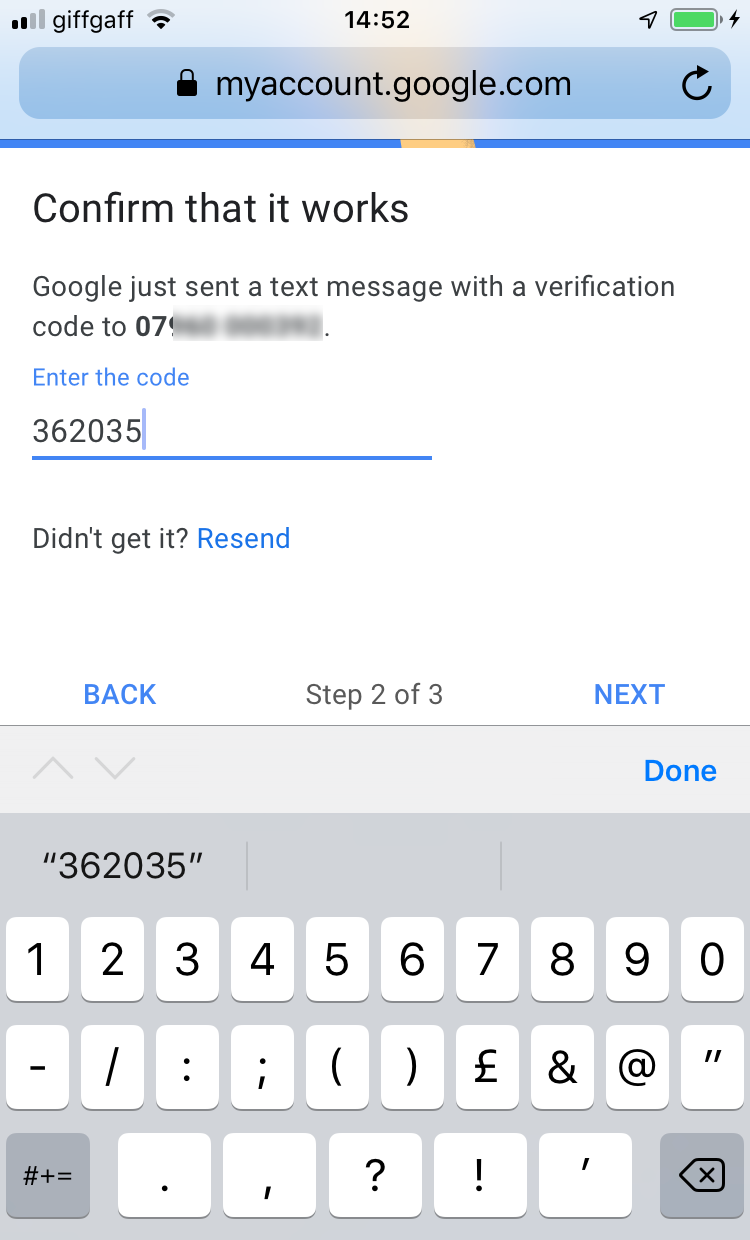 giffgaff 14:52
myaccount.google.com
Confirm that it works
Google just sent a text message with a verification
code to 07 .
Enter the code
362035
Didn't get it? Resend
BACK Step 2 of 3 NEXT
Done
“362035”
1 2 3 4 5 6 7 8 9 0
- / : ; ( ) £ & @ "
#+= . , ? ! '